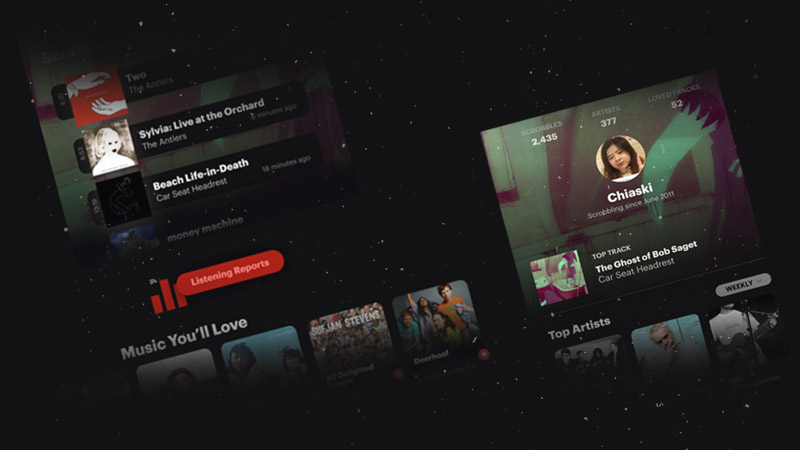 Two
The Antlers
Sylvia: Live at the Orchard
6 minutes ago
The Antlers
Beach Life-in-Death
18 minutes ago
Car Seat Headrest
money machine
Listening Reports
Music You'll Love
SUFJAN STEVENS
Deerhoof
SCROBBLES
2,435
ARTISTS
377
LOVED TRACKS
52
Chiaski
Scrobbling since June 2011
TOP TRACK
The Ghost of Bob Saget
Car Seat Headrest
WEEKLY
Top Artists